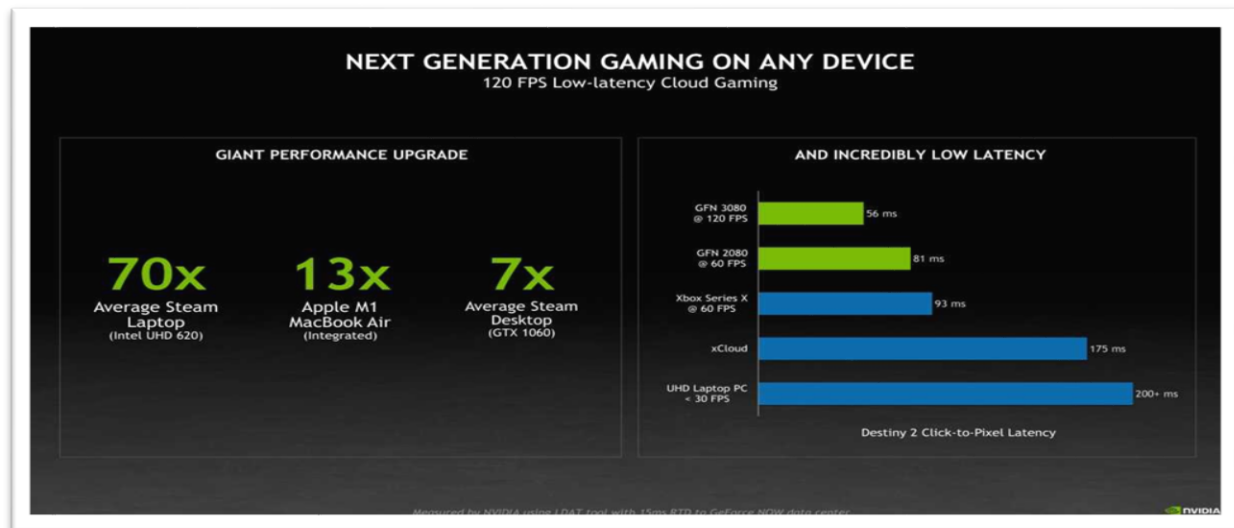 NEXT GENERATION GAMING ON ANY DEVICE
120 FPS Low-latency Cloud Gaming
GIANT PERFORMANCE UPGRADE
70x
Average Steam
Laptop
(Intel UHD 620)
13x
Apple M1
MacBook Air
(Integrated)
7x
Average Steam
Desktop
(GTX 1060)
AND INCREDIBLY LOW LATENCY
GFN 3080
@ 120 FPS
56 ms
GFN 2080
@ 60 FPS
81 ms
Xbox Series X
@ 60 FPS
93 ms
xCloud
175 ms
UHD Laptop PC
< 30 FPS
200+ ms
Destiny 2 Click-to-Pixel Latency
Measured by NVIDIA using LDAT tool with 15ms RTD to GeForce NOW data center
NVIDIA